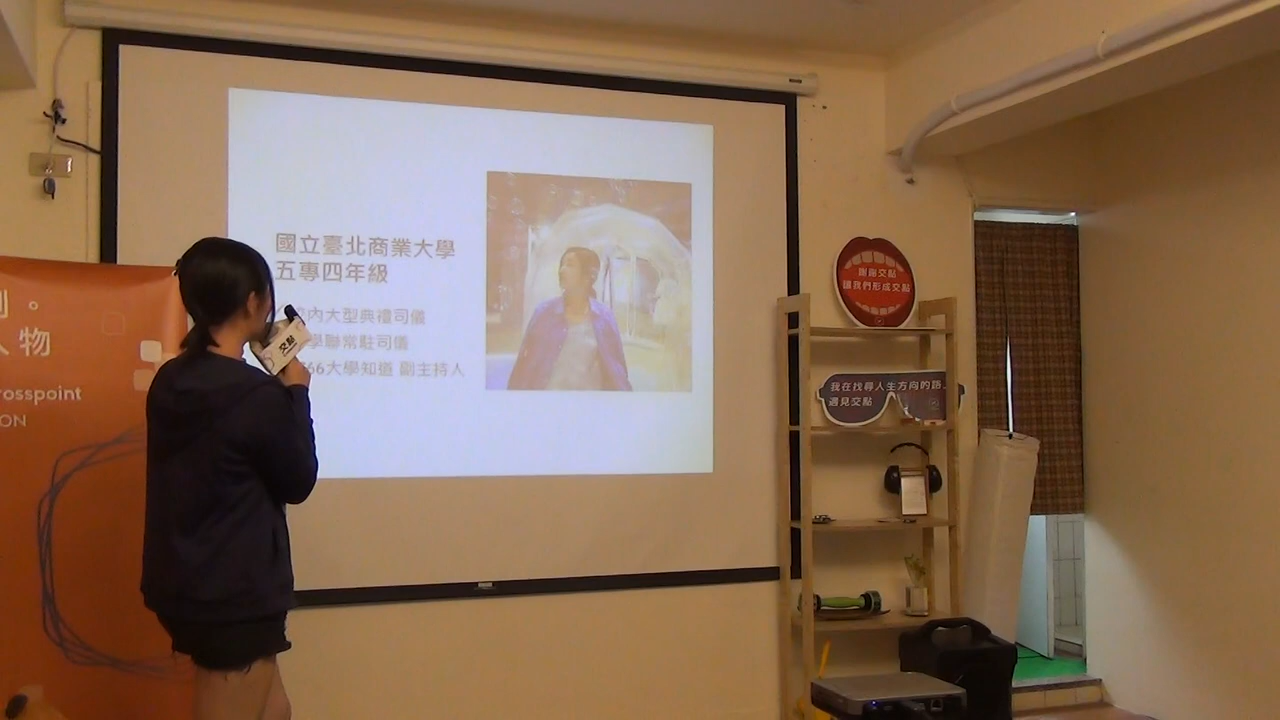 國立臺北商業大學
五專四年級
校內大型典禮司儀
學聯常駐司儀
66大學知道 副主持人
交點
謝謝交點
讓我們形成交點
我在找尋人生方向的路
遇見交點
。
人物
rosspoint
ON